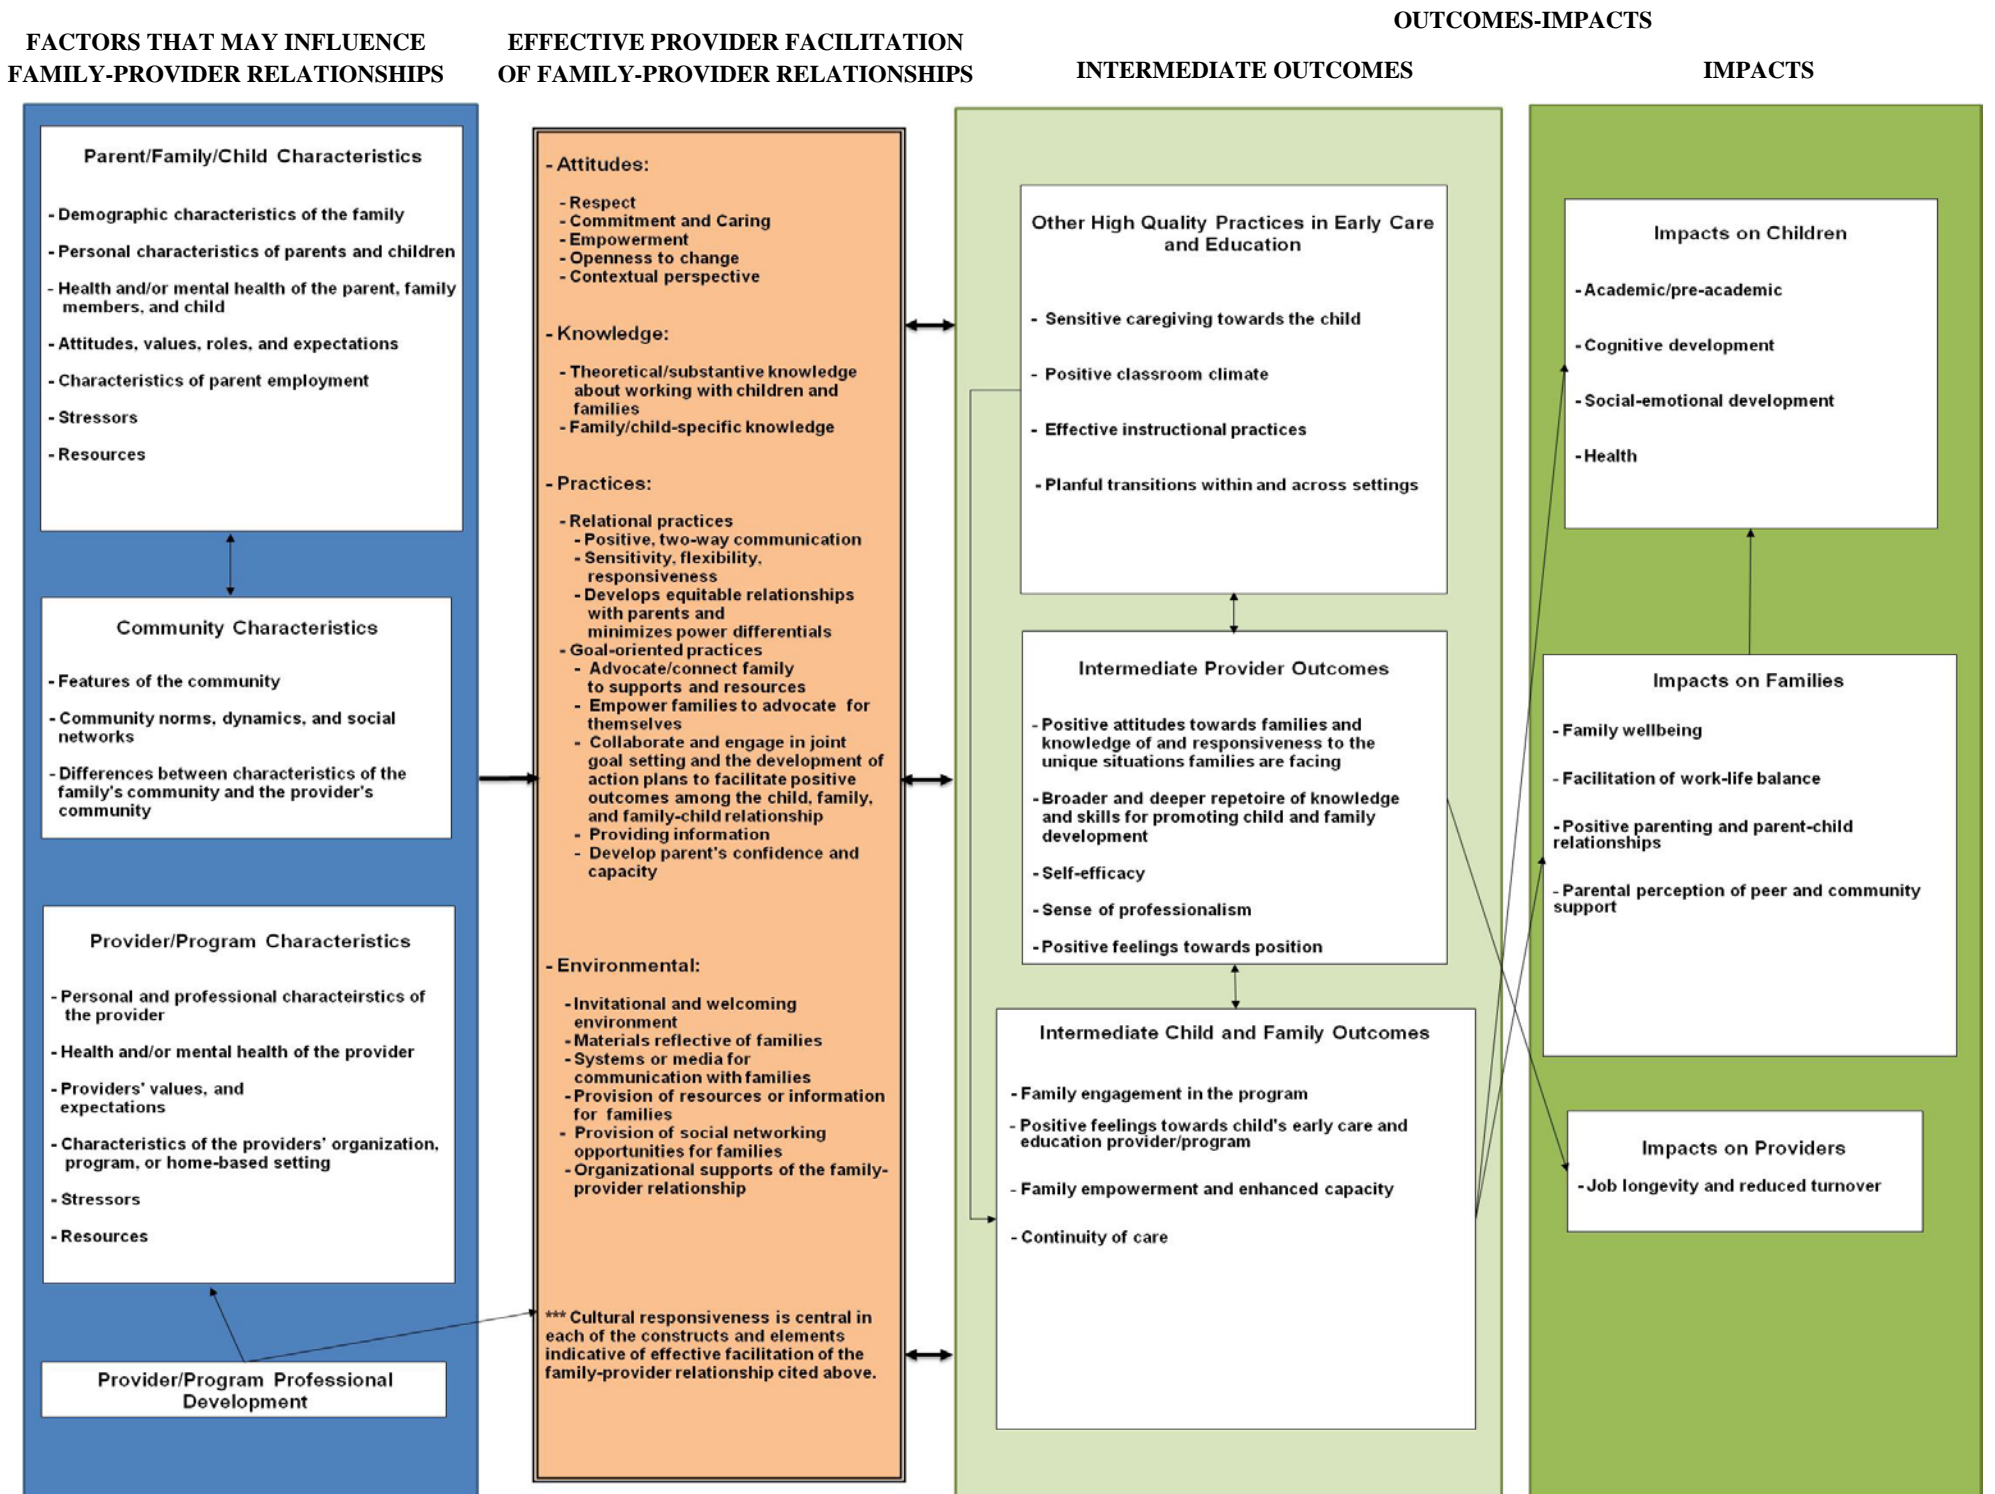 OUTCOMES-IMPACTS
FACTORS THAT MAY INFLUENCE
FAMILY-PROVIDER RELATIONSHIPS
EFFECTIVE PROVIDER FACILITATION
OF FAMILY-PROVIDER RELATIONSHIPS
INTERMEDIATE OUTCOMES
IMPACTS
Parent/Family/Child Characteristics
- Demographic characteristics of the family
- Personal characteristics of parents and children
- Health and/or mental health of the parent, family
members, and child
- Attitudes, values, roles, and expectations
- Characteristics of parent employment
- Stressors
- Resources
Community Characteristics
- Features of the community
- Community norms, dynamics, and social
networks
- Differences between characteristics of the
family's community and the provider's
community
Provider/Program Characteristics
- Personal and professional characteirstics of
the provider
- Health and/or mental health of the provider
- Providers' values, and
expectations
- Characteristics of the providers' organization,
program, or home-based setting
- Stressors
- Resources
Provider/Program Professional
Development
- Attitudes:
- Respect
- Commitment and Caring
- Empowerment
- Openness to change
- Contextual perspective
- Knowledge:
- Theoretical/substantive knowledge
about working with children and
families
- Family/child-specific knowledge
- Practices:
- Relational practices
- Positive, two-way communication
- Sensitivity, flexibility,
responsiveness
- Develops equitable relationships
with parents and
minimizes power differentials
- Goal-oriented practices
- Advocate/connect family
to supports and resources
- Empower families to advocate for
themselves
- Collaborate and engage in joint
goal setting and the development of
action plans to facilitate positive
outcomes among the child, family,
and family-child relationship
- Providing information
- Develop parent's confidence and
capacity
- Environmental:
- Invitational and welcoming
environment
- Materials reflective of families
- Systems or media for
communication with families
- Provision of resources or information
for families
- Provision of social networking
opportunities for families
- Organizational supports of the family-
provider relationship
*** Cultural responsiveness is central in
each of the constructs and elements
indicative of effective facilitation of the
family-provider relationship cited above.
Other High Quality Practices in Early Care
and Education
- Sensitive caregiving towards the child
- Positive classroom climate
- Effective instructional practices
- Planful transitions within and across settings
Intermediate Provider Outcomes
- Positive attitudes towards families and
knowledge of and responsiveness to the
unique situations families are facing
- Broader and deeper repetoire of knowledge
and skills for promoting child and family
development
- Self-efficacy
- Sense of professionalism
- Positive feelings towards position
Intermediate Child and Family Outcomes
- Family engagement in the program
- Positive feelings towards child's early care and
education provider/program
- Family empowerment and enhanced capacity
- Continuity of care
Impacts on Children
- Academic/pre-academic
- Cognitive development
- Social-emotional development
- Health
Impacts on Families
- Family wellbeing
- Facilitation of work-life balance
- Positive parenting and parent-child
relationships
- Parental perception of peer and community
support
Impacts on Providers
- Job longevity and reduced turnover